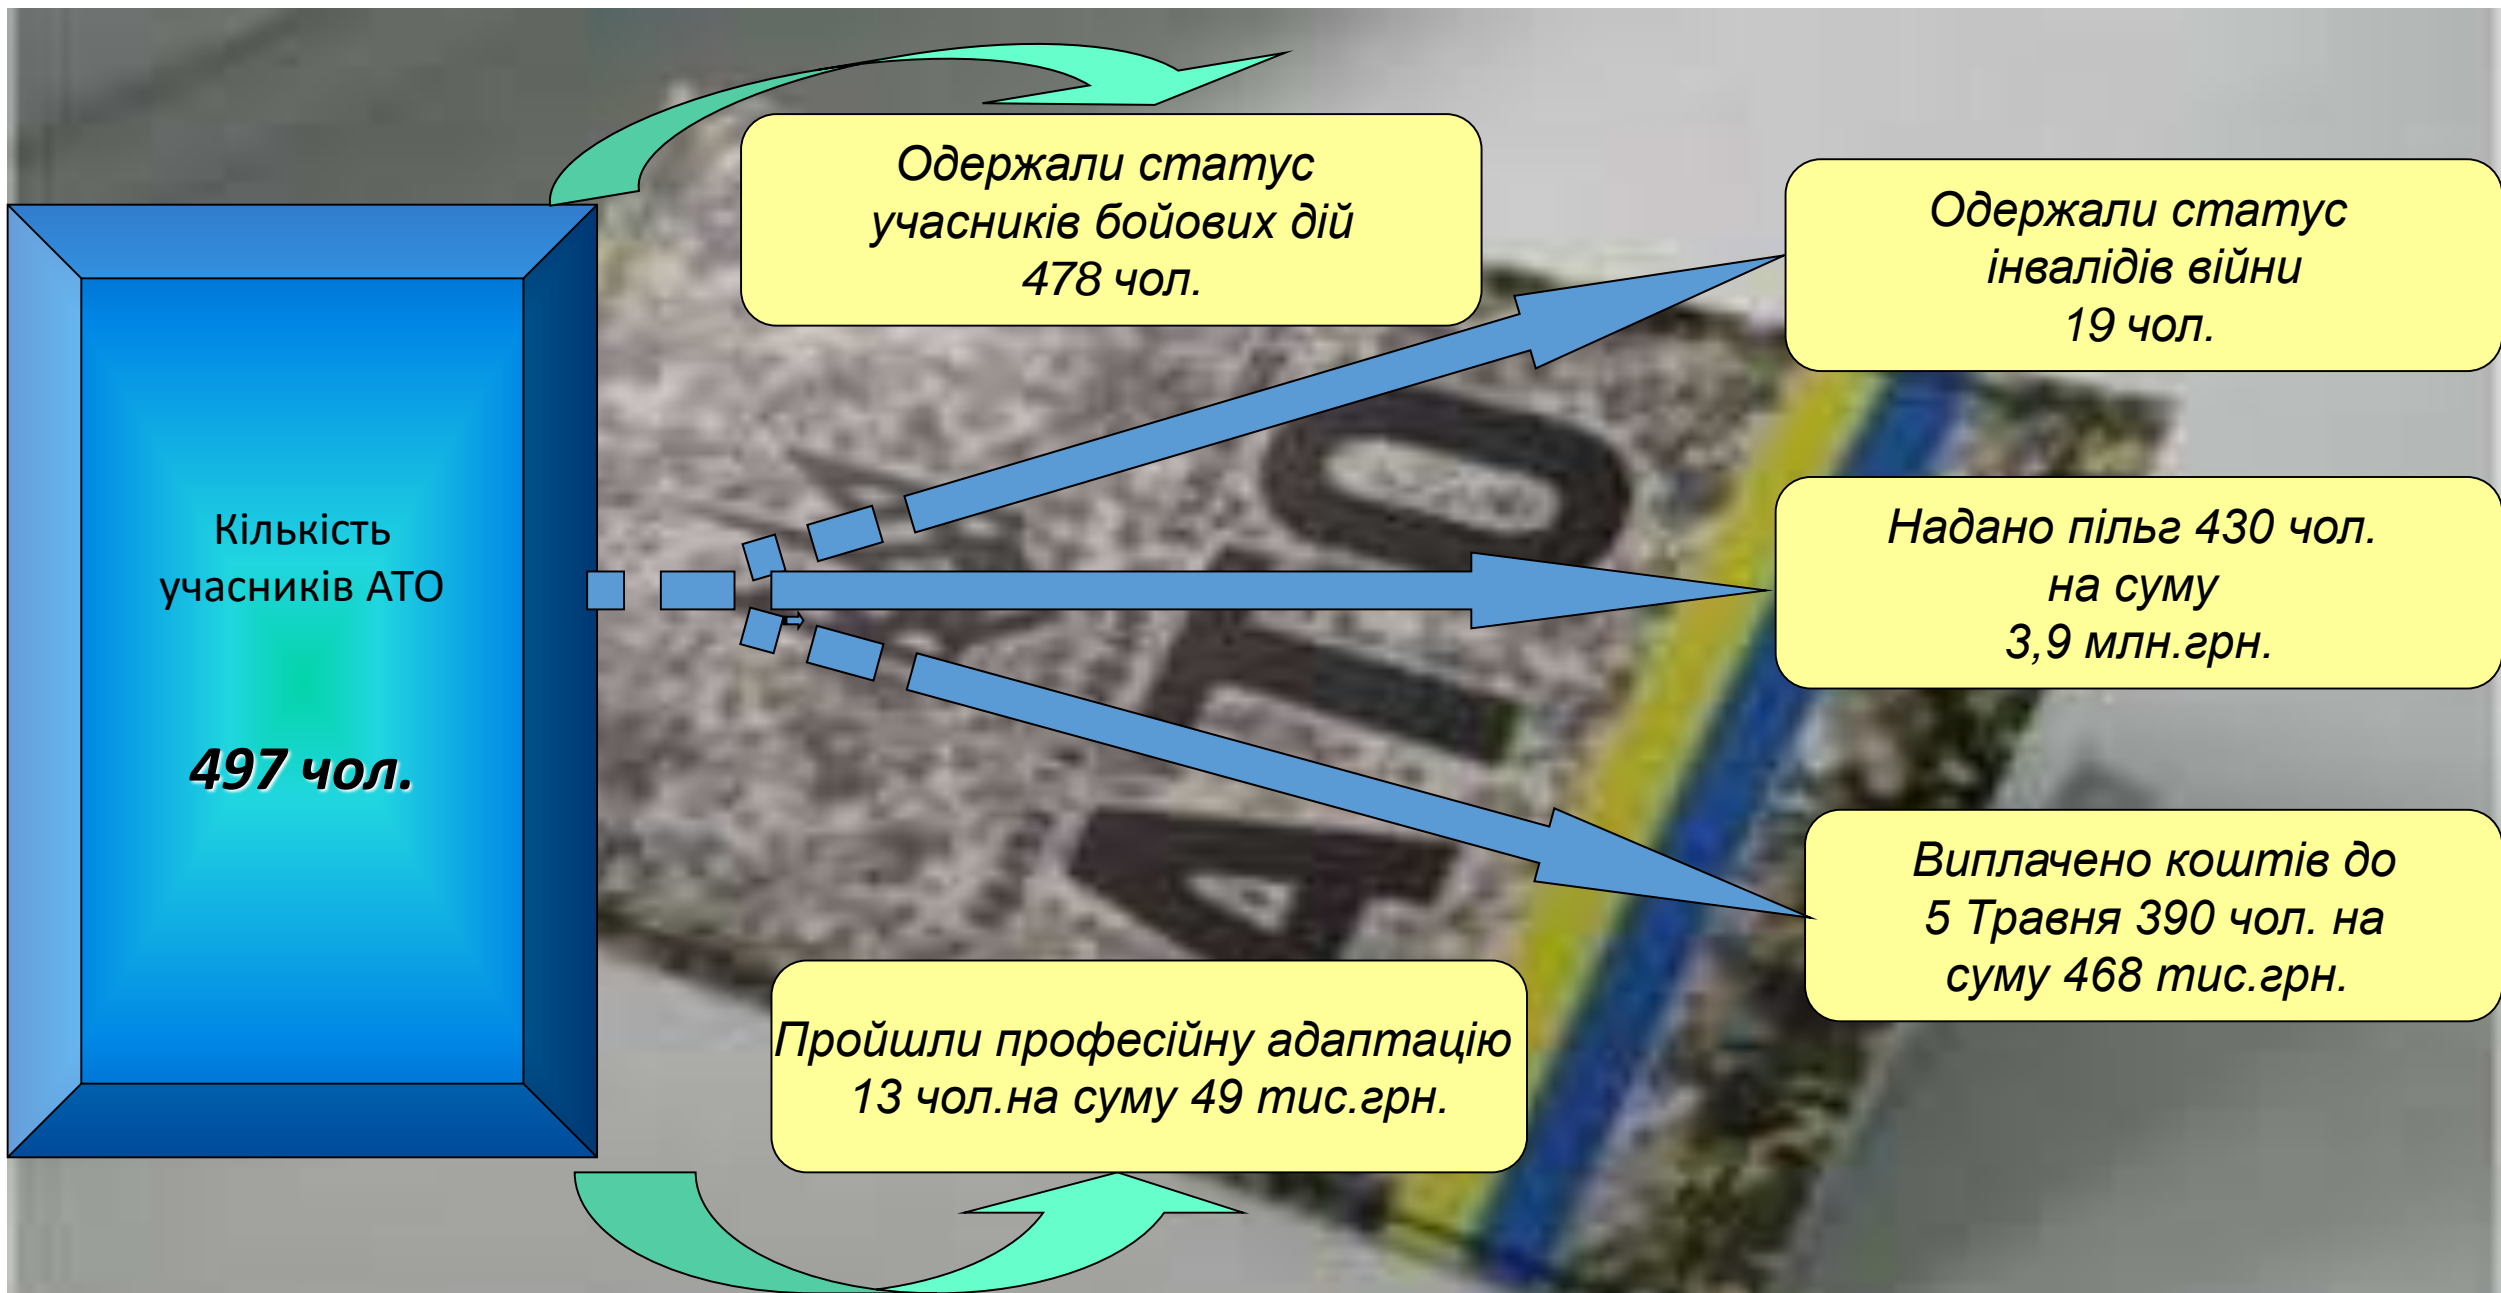 Кількість
учасників АТО
497 чол.
Одержали статус
учасників бойових дій
478 чол.
Одержали статус
інвалідів війни
19 чол.
Надано пільг 430 чол.
на суму
3,9 млн.грн.
Виплачено коштів до
5 Травня 390 чол. на
суму 468 тис.грн.
Пройшли професійну адаптацію
13 чол.на суму 49 тис.грн.
АТО